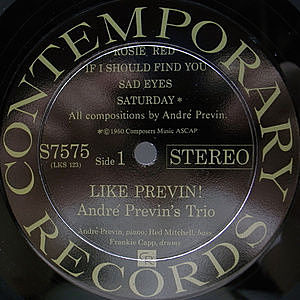 CONTEMPORARY
ROSIE RED
IF I SHOULD FIND YOU
SAD EYES
SATURDAY*
All compositions by André Previn.
*© 1960 Composers Music ASCAP
S7575
(LKS 123)
Side 1
STEREO
LIKE PREVIN!
André Previn's Trio
André Previn, piano; Red Mitchell, bass
Frankie Capp, drums
CR
RECORDS